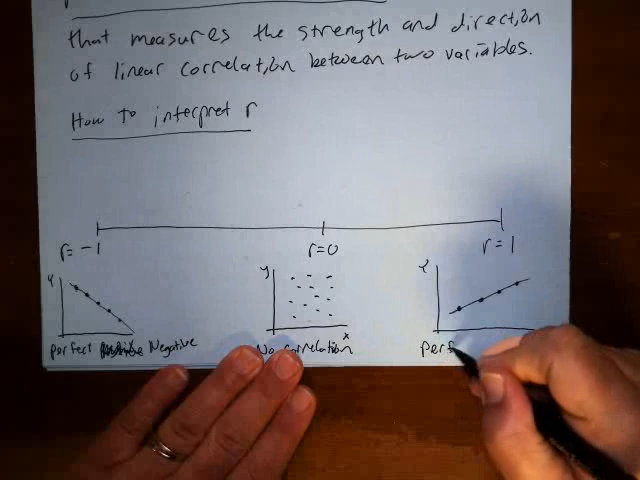 that measures the strength and direction
of linear correlation between two variables.
How to interpret r
r = -1
r=0
r = 1
y
y
x
Y
perfect Negative
No correlation
perf